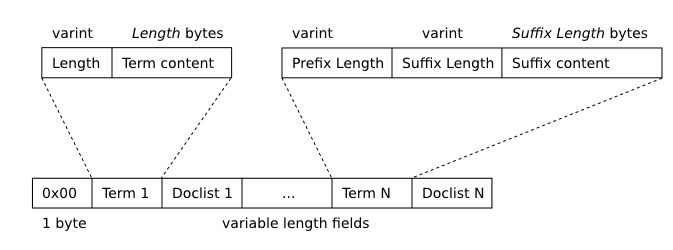 varint Length bytes varint varint Suffix Length bytes
Length Term content Prefix Length Suffix Length Suffix content
0x00 Term 1 Doclist 1 ... Term N Doclist N
1 byte variable length fields